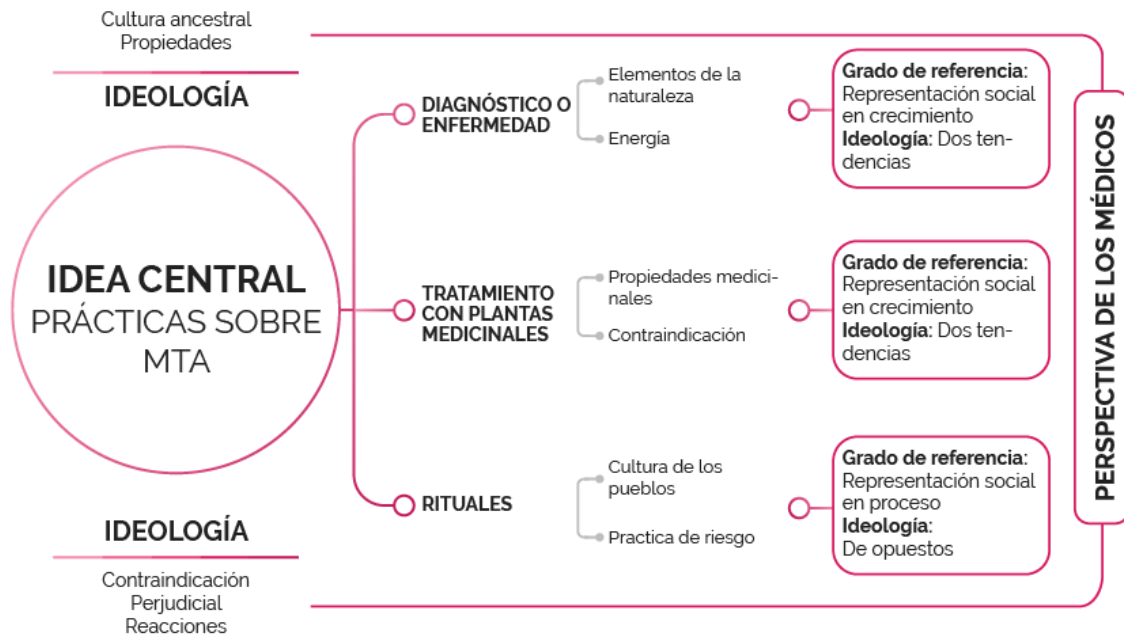 Cultura ancestral
Propiedades
IDEOLOGÍA
IDEA CENTRAL
PRÁCTICAS SOBRE
MTA
IDEOLOGÍA
Contraindicación
Perjudicial
Reacciones
DIAGNÓSTICO O
ENFERMEDAD
Elementos de la
naturaleza
Energía
Grado de referencia:
Representación social
en crecimiento
Ideología: Dos ten-
dencias
TRATAMIENTO
CON PLANTAS
MEDICINALES
Propiedades medici-
nales
Contraindicación
Grado de referencia:
Representación social
en crecimiento
Ideología: Dos ten-
dencias
RITUALES
Cultura de los
pueblos
Practica de riesgo
Grado de referencia:
Representación social
en proceso
Ideología:
De opuestos
PERSPECTIVA DE LOS MÉDICOS